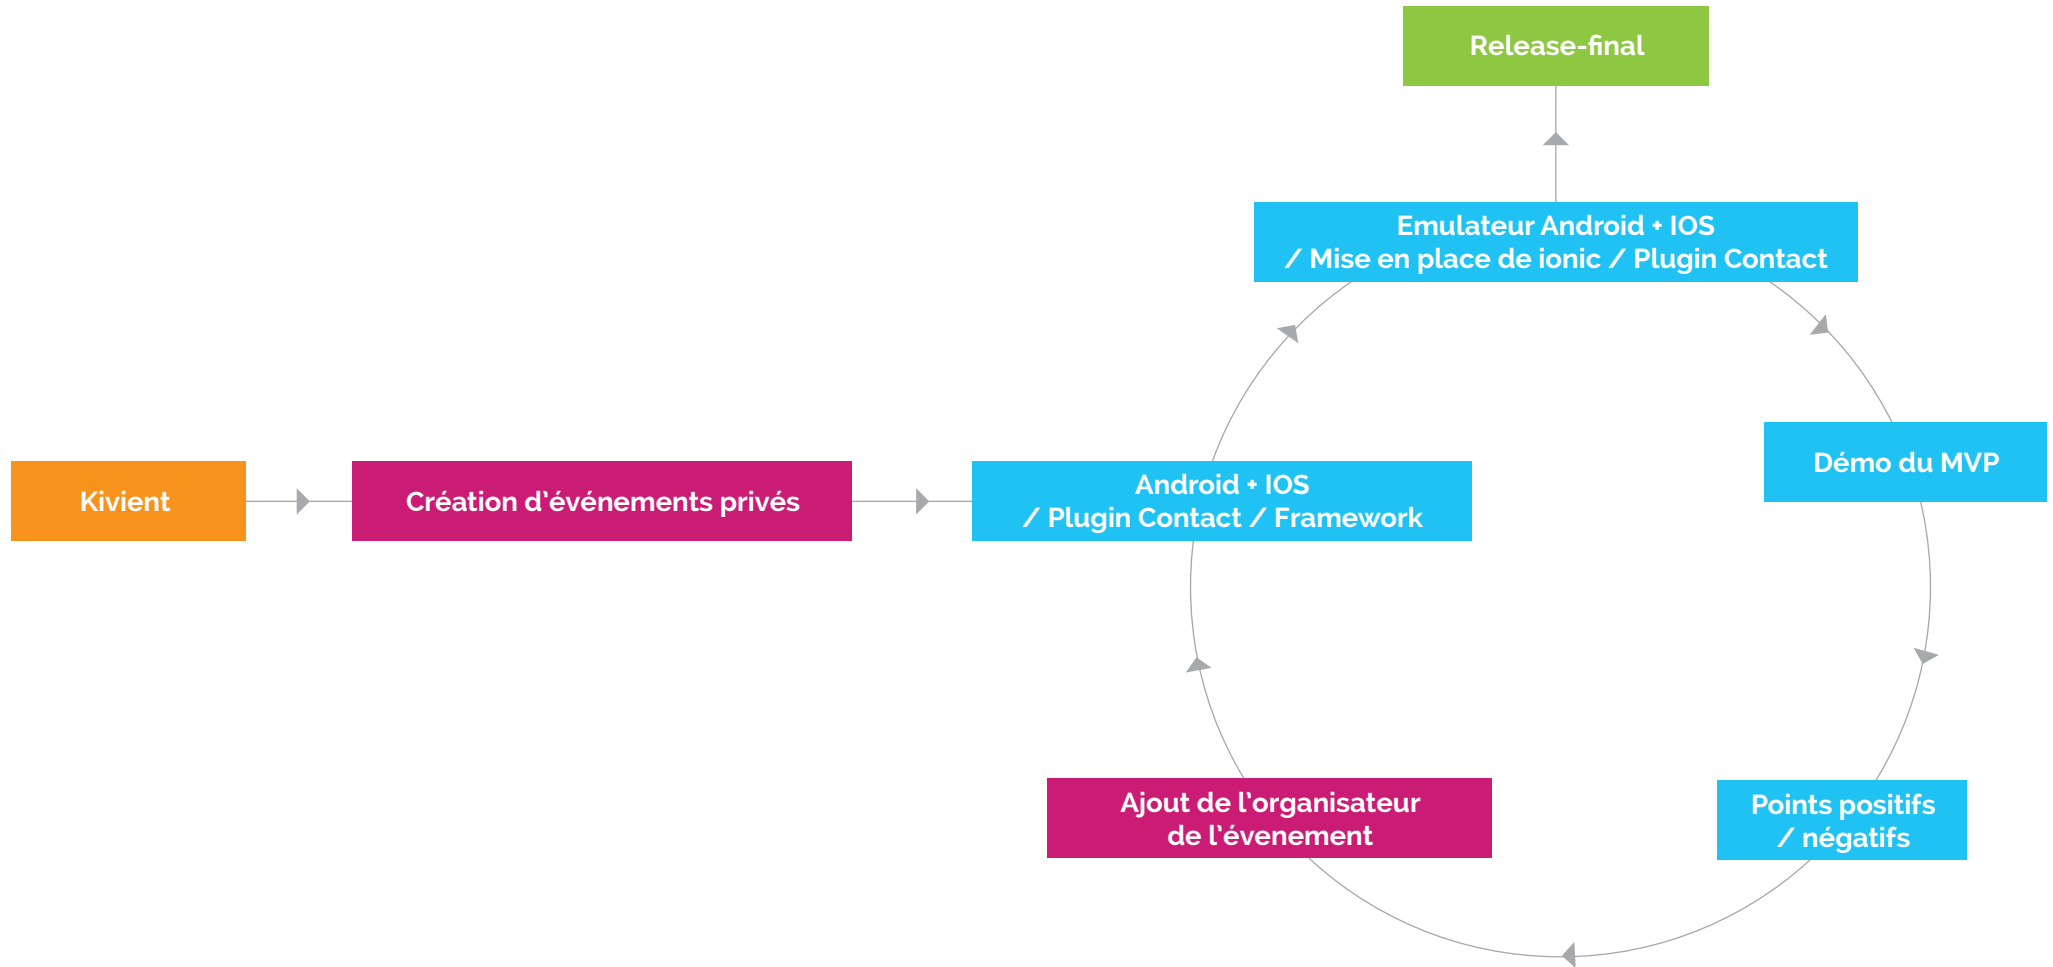 Release-final
Emulateur Android + IOS
/ Mise en place de ionic / Plugin Contact
Démo du MVP
Kivient
Création d'événements privés
Android + IOS
/ Plugin Contact / Framework
Ajout de l'organisateur
de l'évenement
Points positifs
/ négatifs